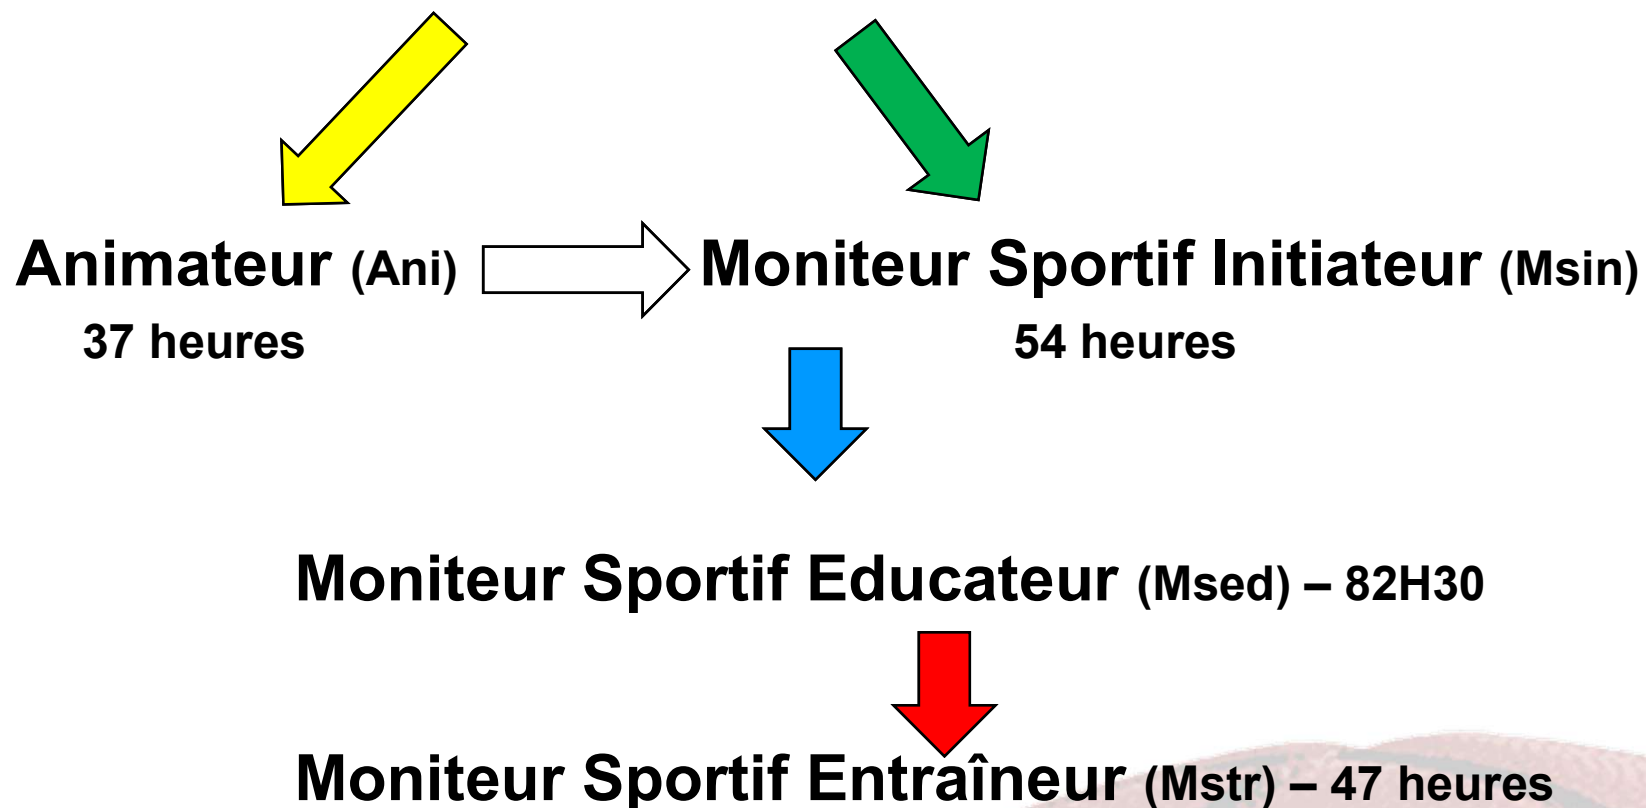 Animateur (Ani) Moniteur Sportif Initiateur (Msin)
37 heures 54 heures
Moniteur Sportif Educateur (Msed) – 82H30
Moniteur Sportif Entraîneur (Mstr) – 47 heures